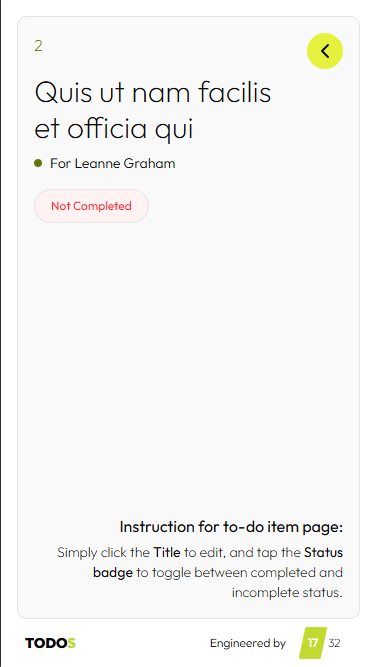 2
Quis ut nam facilis
et officia qui
For Leanne Graham
Not Completed
Instruction for to-do item page:
Simply click the Title to edit, and tap the Status
badge to toggle between completed and
incomplete status.
TODOS
Engineered by 17 32